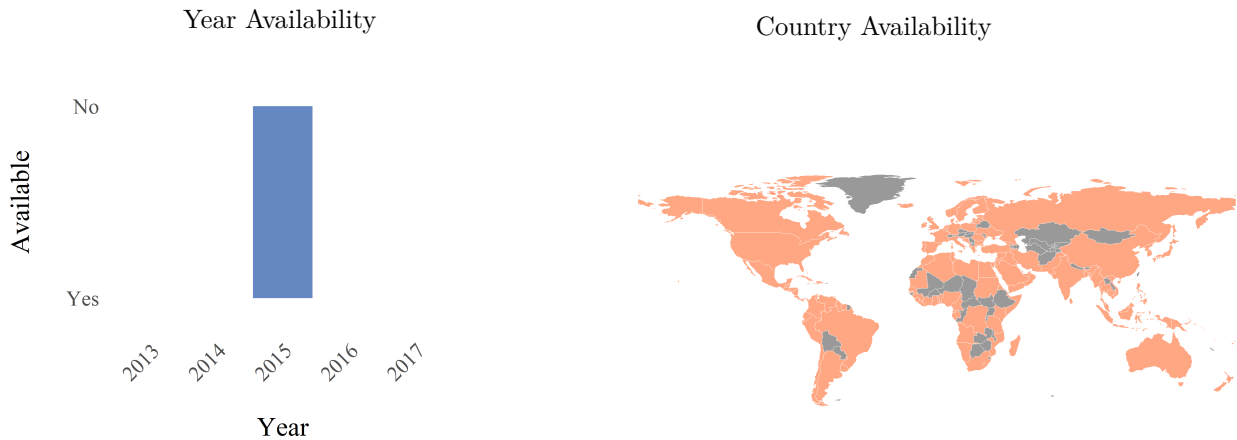 Year Availability
Country Availability
Available
No
Yes
2013
2014
2015
2016
2017
Year